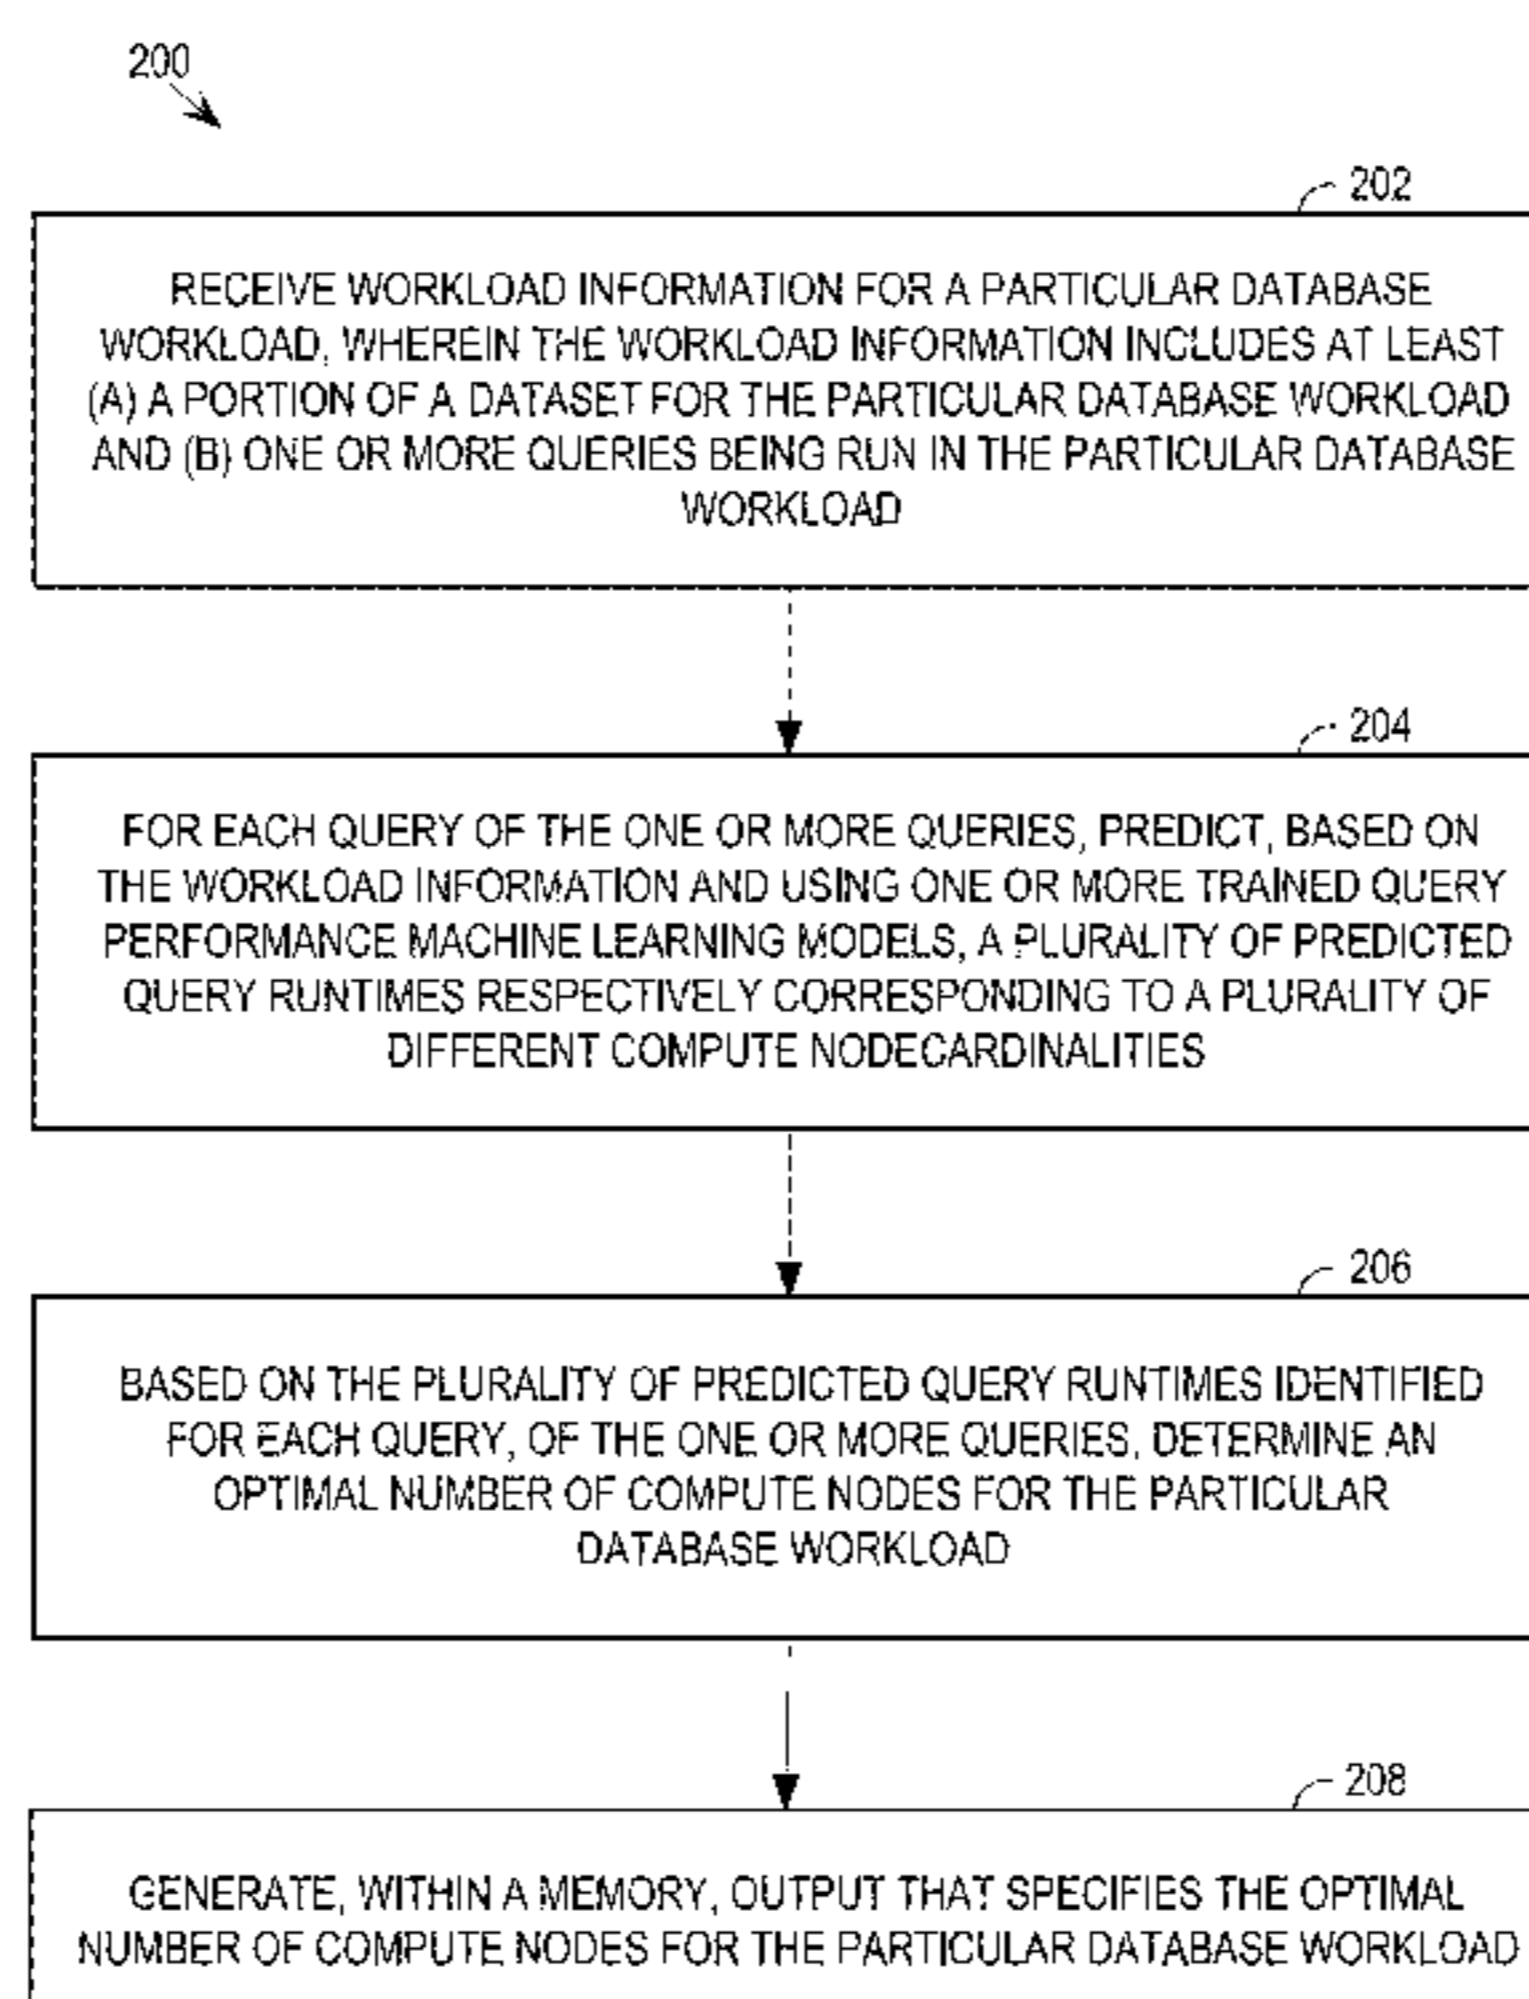 200
202
RECEIVE WORKLOAD INFORMATION FOR A PARTICULAR DATABASE
WORKLOAD, WHEREIN THE WORKLOAD INFORMATION INCLUDES AT LEAST
(A) A PORTION OF A DATASET FOR THE PARTICULAR DATABASE WORKLOAD
AND (B) ONE OR MORE QUERIES BEING RUN IN THE PARTICULAR DATABASE
WORKLOAD
204
FOR EACH QUERY OF THE ONE OR MORE QUERIES, PREDICT, BASED ON
THE WORKLOAD INFORMATION AND USING ONE OR MORE TRAINED QUERY
PERFORMANCE MACHINE LEARNING MODELS, A PLURALITY OF PREDICTED
QUERY RUNTIMES RESPECTIVELY CORRESPONDING TO A PLURALITY OF
DIFFERENT COMPUTE NODECARDINALITIES
206
BASED ON THE PLURALITY OF PREDICTED QUERY RUNTIMES IDENTIFIED
FOR EACH QUERY, OF THE ONE OR MORE QUERIES, DETERMINE AN
OPTIMAL NUMBER OF COMPUTE NODES FOR THE PARTICULAR
DATABASE WORKLOAD
208
GENERATE, WITHIN A MEMORY, OUTPUT THAT SPECIFIES THE OPTIMAL
NUMBER OF COMPUTE NODES FOR THE PARTICULAR DATABASE WORKLOAD